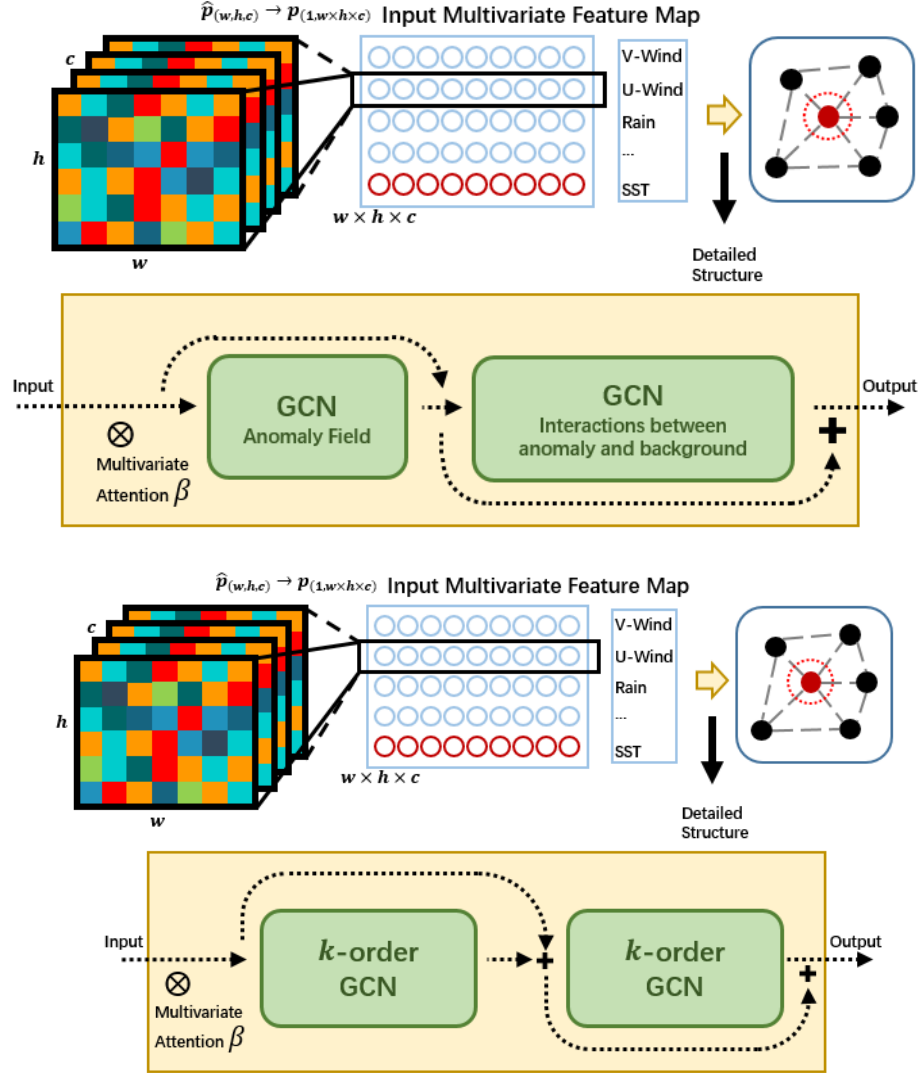 p̂(w,h,c) → p(1,w×h×c) Input Multivariate Feature Map
c
h
w
w × h × c
V-Wind
U-Wind
Rain
...
SST
Detailed
Structure
Input
Output
GCN
Anomaly Field
GCN
Interactions between
anomaly and background
⊗
+
Multivariate
Attention β
p̂(w,h,c) → p(1,w×h×c) Input Multivariate Feature Map
c
h
w
w × h × c
V-Wind
U-Wind
Rain
...
SST
Detailed
Structure
Input
Output
k-order
GCN
+
k-order
GCN
+
⊗
Multivariate
Attention β